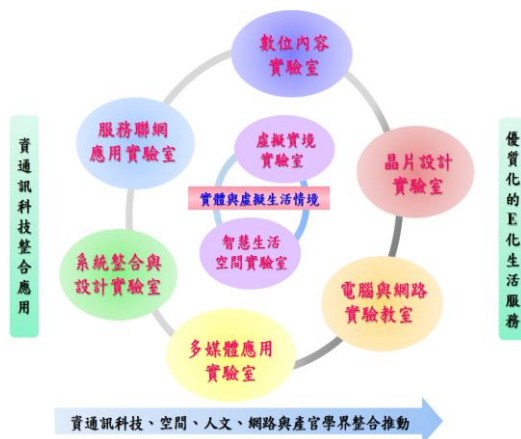 數位內容
實驗室
服務聯網
應用實驗室
虛擬實境
實驗室
晶片設計
實驗室
資通訊科技整合應用
實體與虛擬生活情境
優質化的E化生活服務
智慧生活
空間實驗室
系統整合與
設計實驗室
電腦與網路
實驗教室
多媒體應用
實驗室
資通訊科技、空間、人文、網路與產官學界整合推動